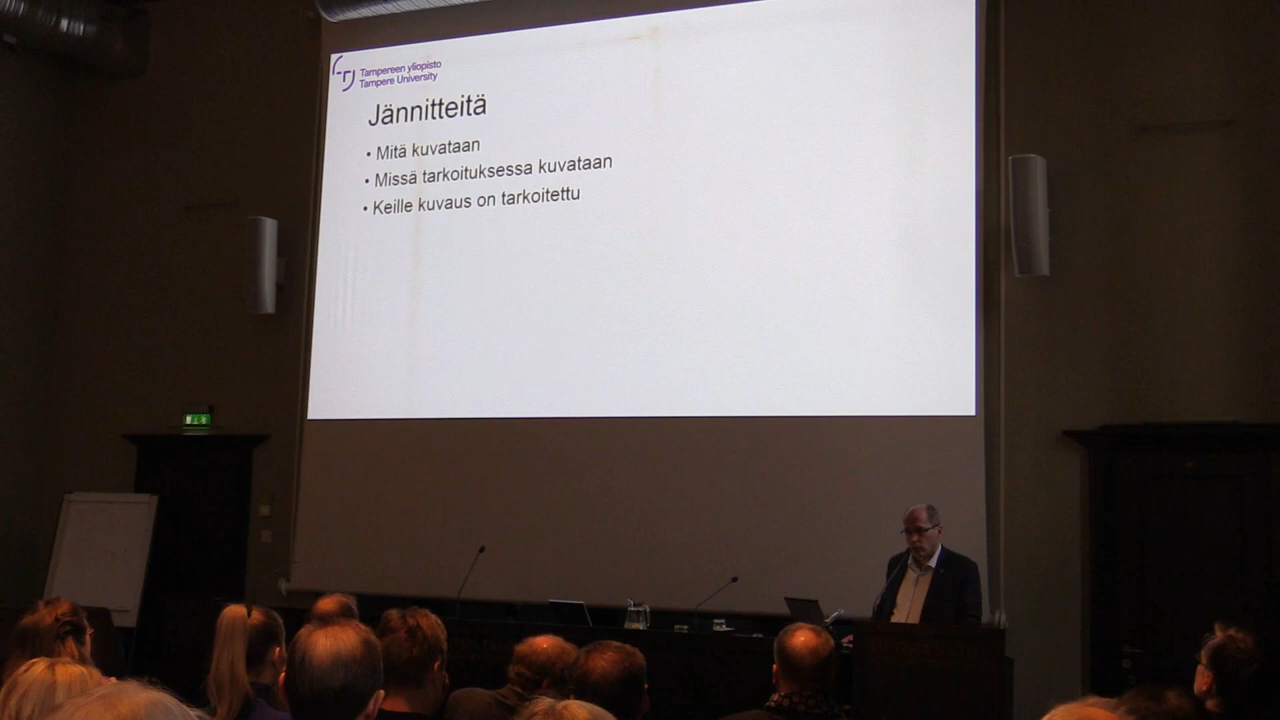 Tampereen yliopisto
Tampere University
Jännitteitä
• Mitä kuvataan
• Missä tarkoituksessa kuvataan
• Keille kuvaus on tarkoitettu